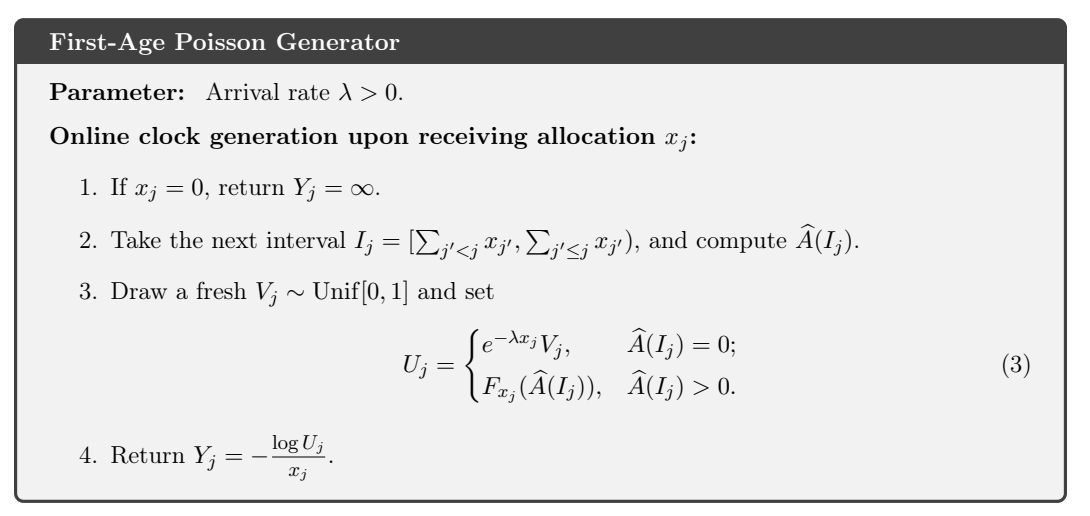 First-Age Poisson Generator
Parameter: Arrival rate λ > 0.
Online clock generation upon receiving allocation x_j:
1. If x_j = 0, return Y_j = ∞.
2. Take the next interval I_j = [∑_{j'<j} x_{j'}, ∑_{j'≤j} x_{j'}), and compute Â(I_j).
3. Draw a fresh V_j ∼ Unif[0, 1] and set
U_j = { e^{−λx_j} V_j, Â(I_j) = 0;
F_{x_j}(Â(I_j)), Â(I_j) > 0. (3)
4. Return Y_j = − log U_j / x_j.